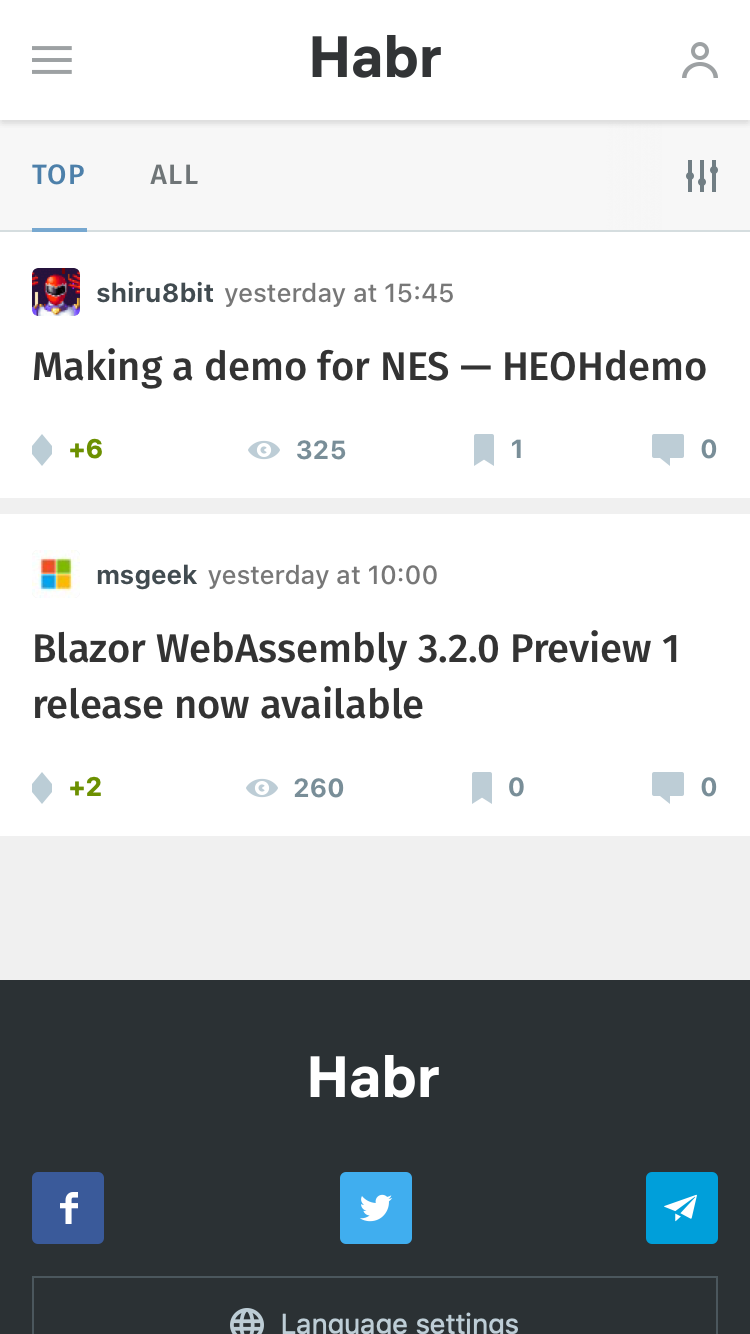 Habr
TOP ALL
shiru8bit yesterday at 15:45
Making a demo for NES — HEOHdemo
+6 325 1 0
msgeek yesterday at 10:00
Blazor WebAssembly 3.2.0 Preview 1
release now available
+2 260 0 0
Habr
f
Language settings